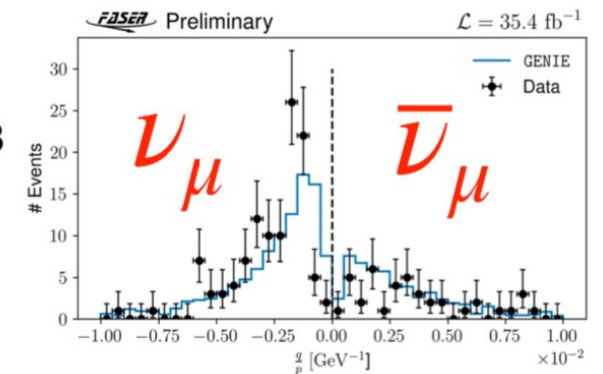 FASER Preliminary
ℒ = 35.4 fb⁻¹
GENIE
Data
ν_μ
ν̅_μ
# Events
30
25
20
15
10
5
0
−1.00 −0.75 −0.50 −0.25 0.00 0.25 0.50 0.75 1.00
q/p [GeV⁻¹]
×10⁻²